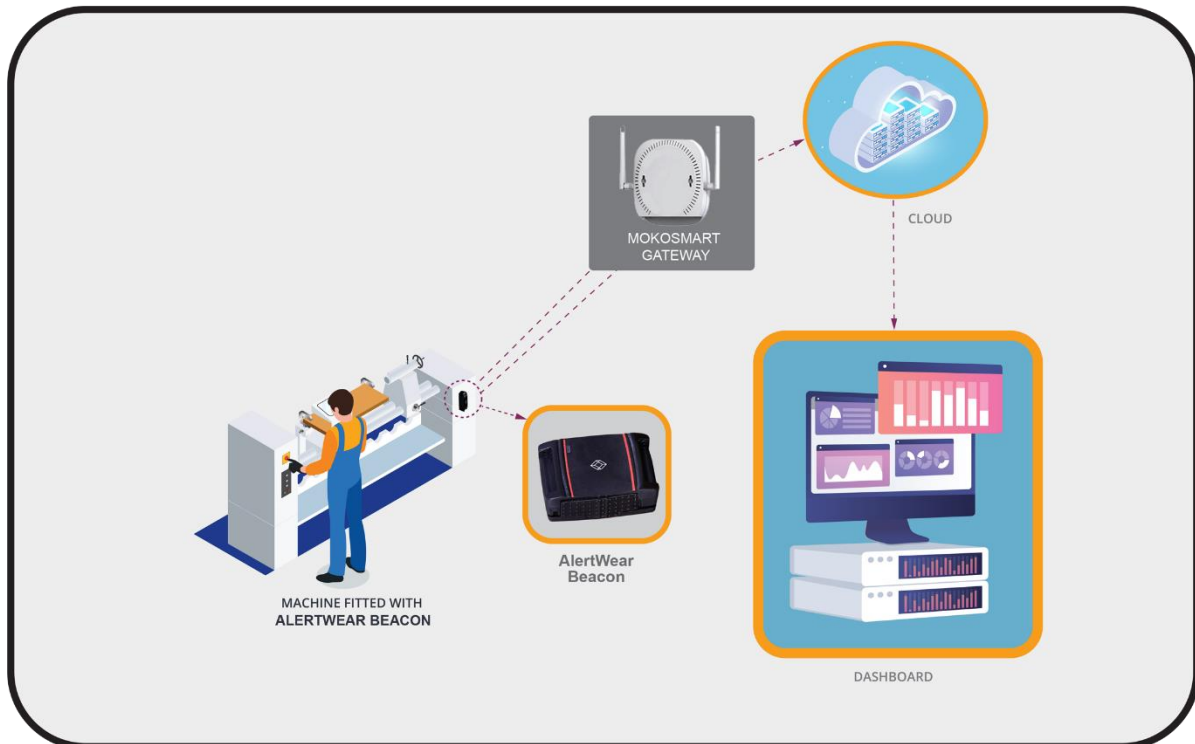 MOKOSMART
GATEWAY
CLOUD
AlertWear
Beacon
MACHINE FITTED WITH
ALERTWEAR BEACON
DASHBOARD